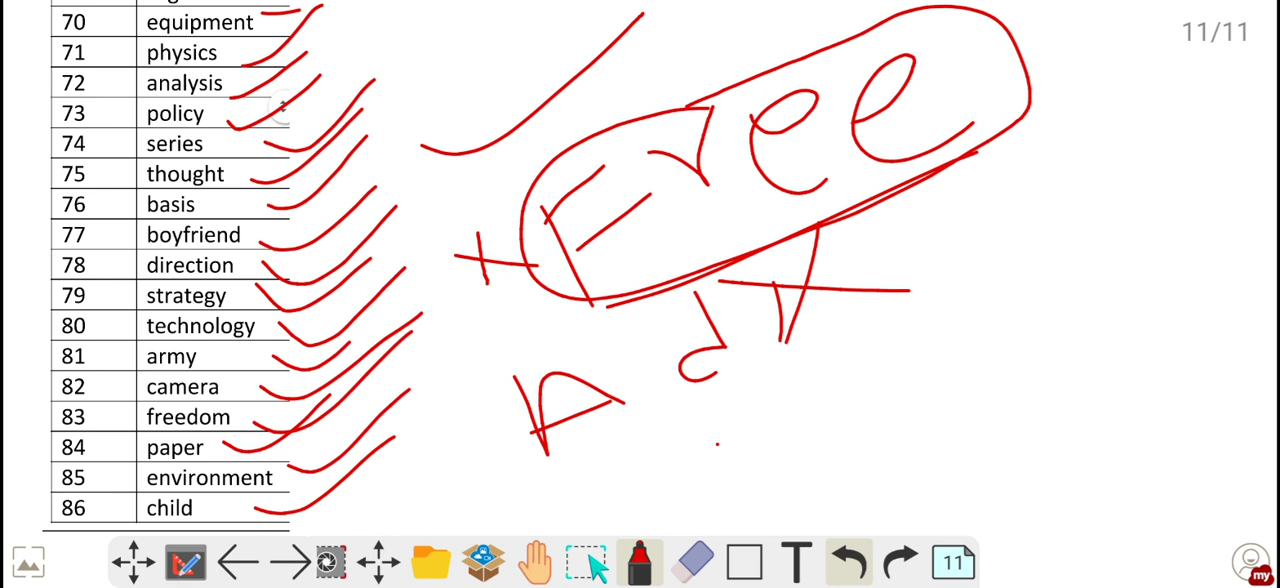 11/11
70 equipment
71 physics
72 analysis
73 policy
74 series
75 thought
76 basis
77 boyfriend
78 direction
79 strategy
80 technology
81 army
82 camera
83 freedom
84 paper
85 environment
86 child
T
11
my